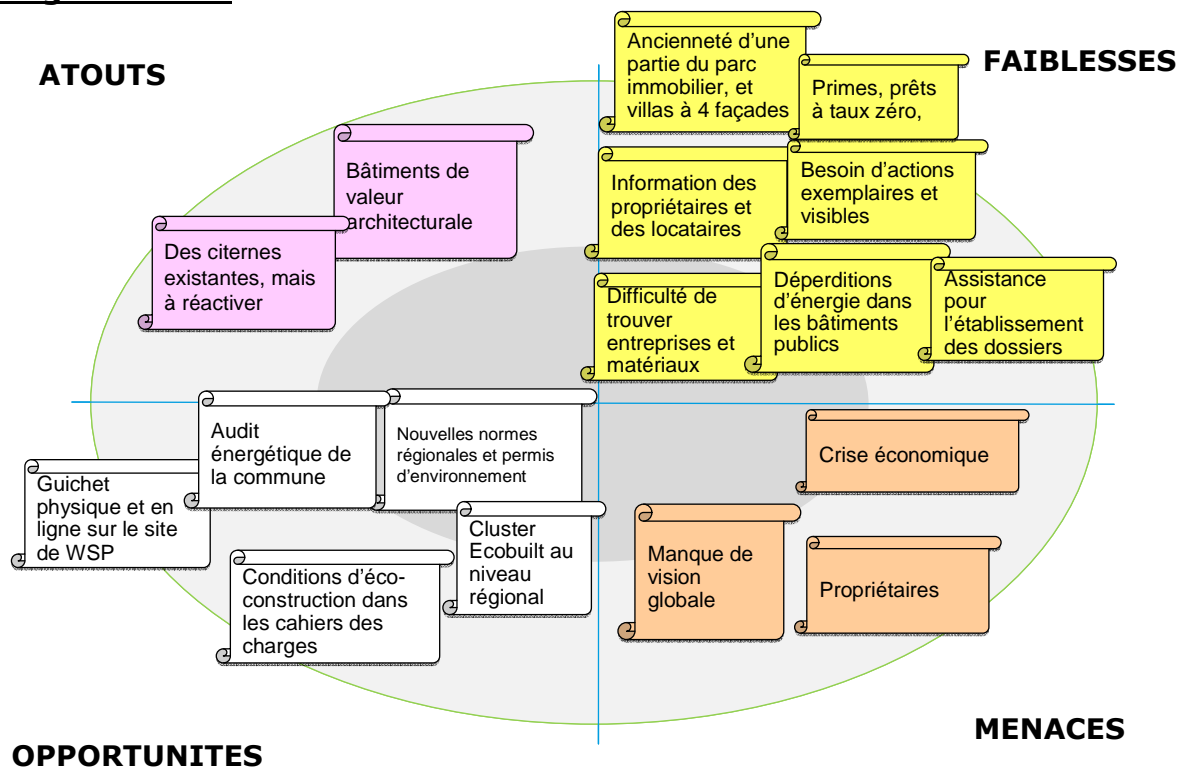 ATOUTS
FAIBLESSES
Ancienneté d'une
partie du parc
immobilier, et
villas à 4 façades
Primes, prêts
à taux zéro,
Bâtiments de
valeur
architecturale
Information des
propriétaires et
des locataires
Besoin d'actions
exemplaires et
visibles
Des citernes
existantes, mais
à réactiver
Difficulté de
trouver
entreprises et
matériaux
Déperditions
d'énergie dans
les bâtiments
publics
Assistance
pour
l'établissement
des dossiers
Audit
énergétique de
la commune
Nouvelles normes
régionales et permis
d'environnement
Crise économique
Guichet
physique et en
ligne sur le site
de WSP
Cluster
Ecobuilt au
niveau
régional
Manque de
vision
globale
Propriétaires
Conditions d'éco-
construction dans
les cahiers des
charges
MENACES
OPPORTUNITES